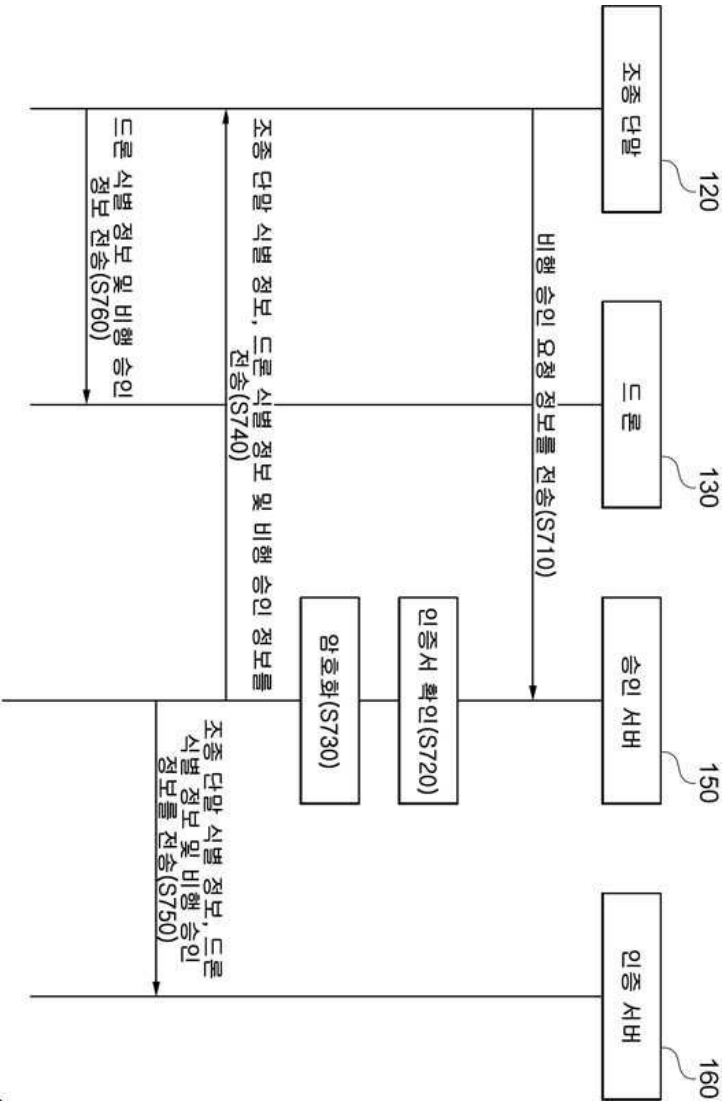 120
130
150
160
조종 단말
드론
승인 서버
인증 서버
비행 승인 요청 정보를 전송(S710)
인증서 확인(S720)
암호화(S730)
조종 단말 식별 정보, 드론 식별 정보 및 비행 승인 정보를
전송(S740)
조종 단말 식별 정보, 드론
식별 정보 및 비행 승인
정보를 전송(S750)
드론 식별 정보 및 비행 승인
정보 전송(S760)